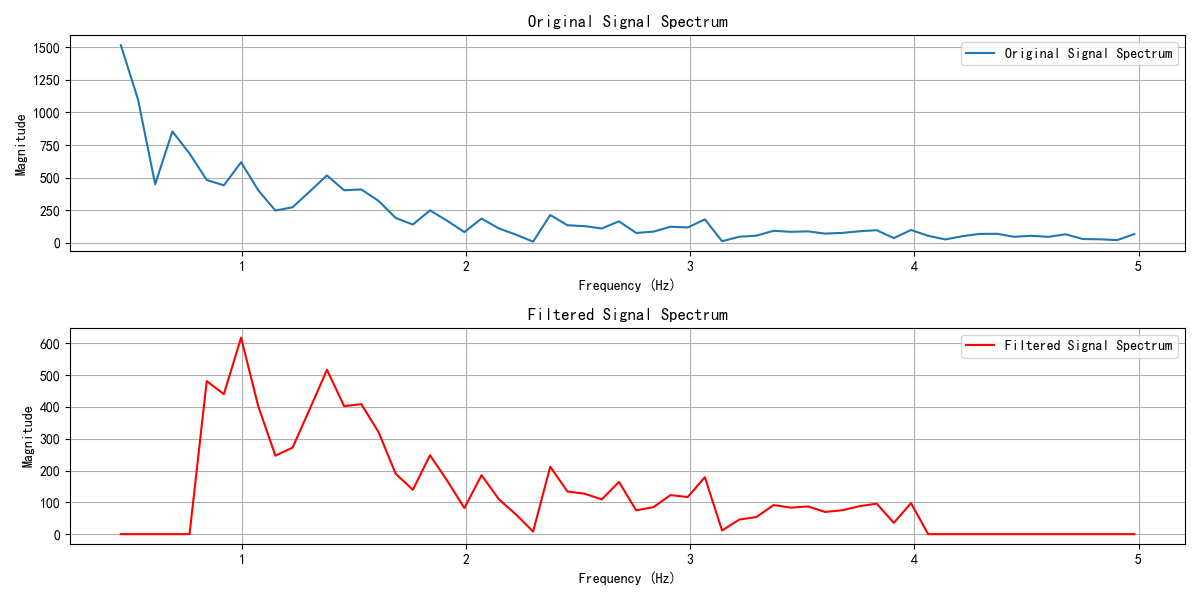 Original Signal Spectrum
1500
1250
1000
750
500
250
0
Magnitude
Original Signal Spectrum
1 2 3 4 5
Frequency (Hz)
Filtered Signal Spectrum
600
500
400
300
200
100
0
Magnitude
Filtered Signal Spectrum
1 2 3 4 5
Frequency (Hz)